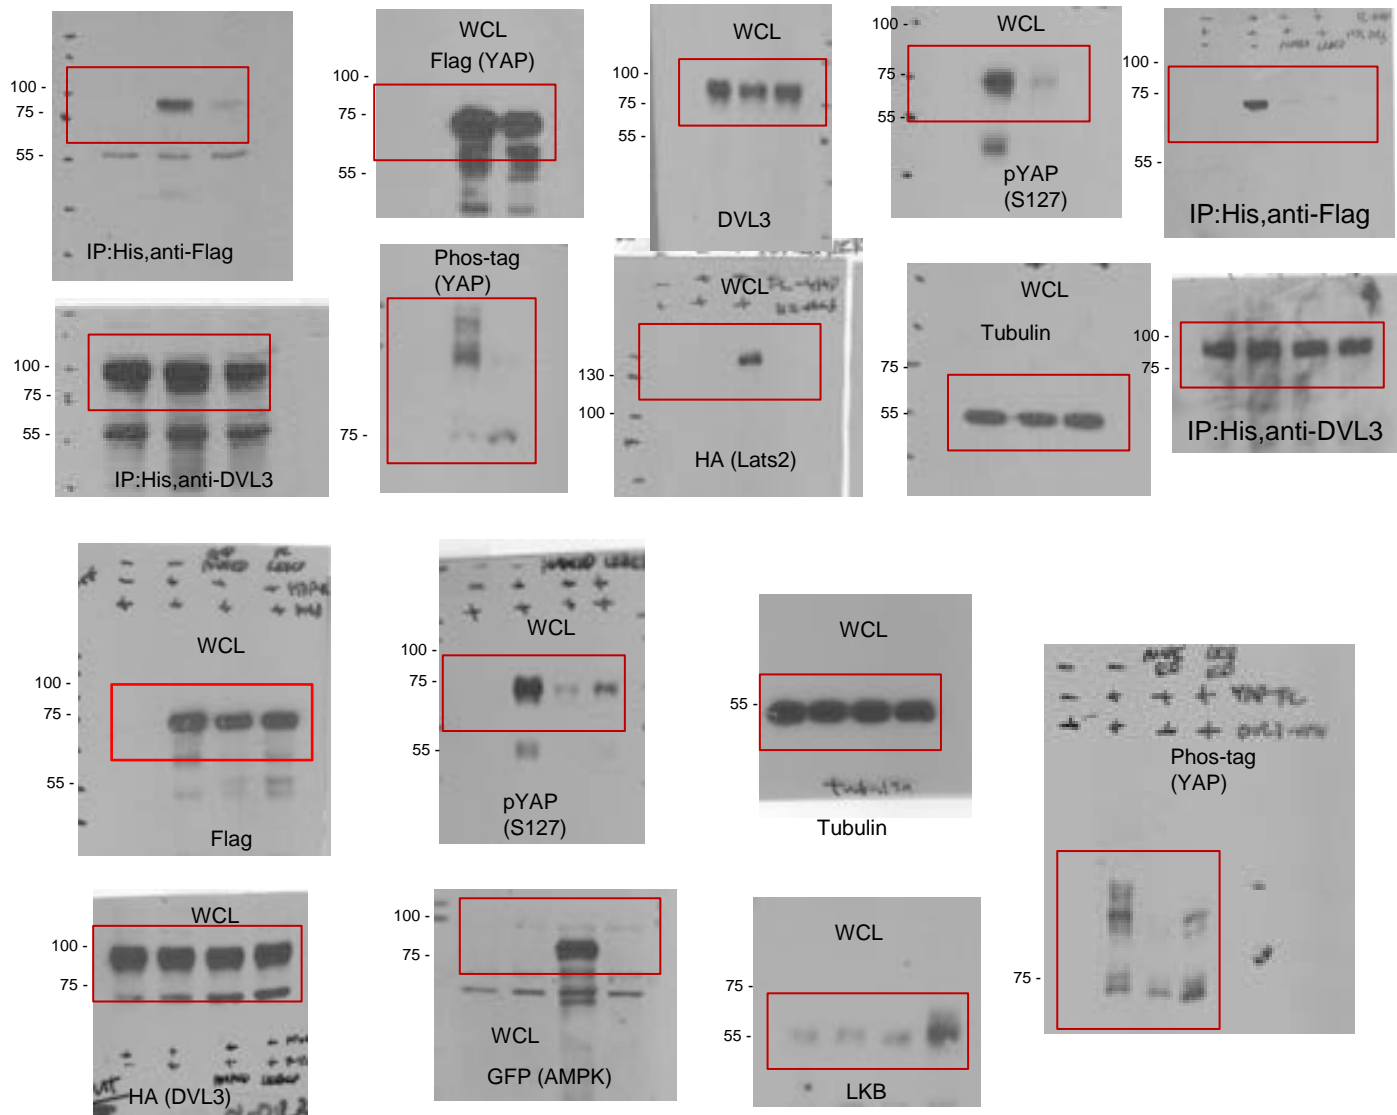 100 -
75 -
55 -
IP:His,anti-Flag
WCL
Flag (YAP)
100 -
75 -
55 -
WCL
100 -
75 -
55 -
DVL3
100 -
WCL
75 -
55 -
pYAP
(S127)
100 -
75 -
55 -
IP:His,anti-Flag
100 -
75 -
55 -
IP:His,anti-DVL3
Phos-tag
(YAP)
75 -
WCL
130 -
100 -
HA (Lats2)
WCL
Tubulin
75 -
55 -
100 -
75 -
IP:His,anti-DVL3
WCL
100 -
75 -
55 -
Flag
WCL
100 -
75 -
55 -
pYAP
(S127)
WCL
55 -
tubulin
Tubulin
Phos-tag
(YAP)
75 -
WCL
100 -
75 -
HA (DVL3)
100 -
75 -
WCL
GFP (AMPK)
WCL
75 -
55 -
LKB